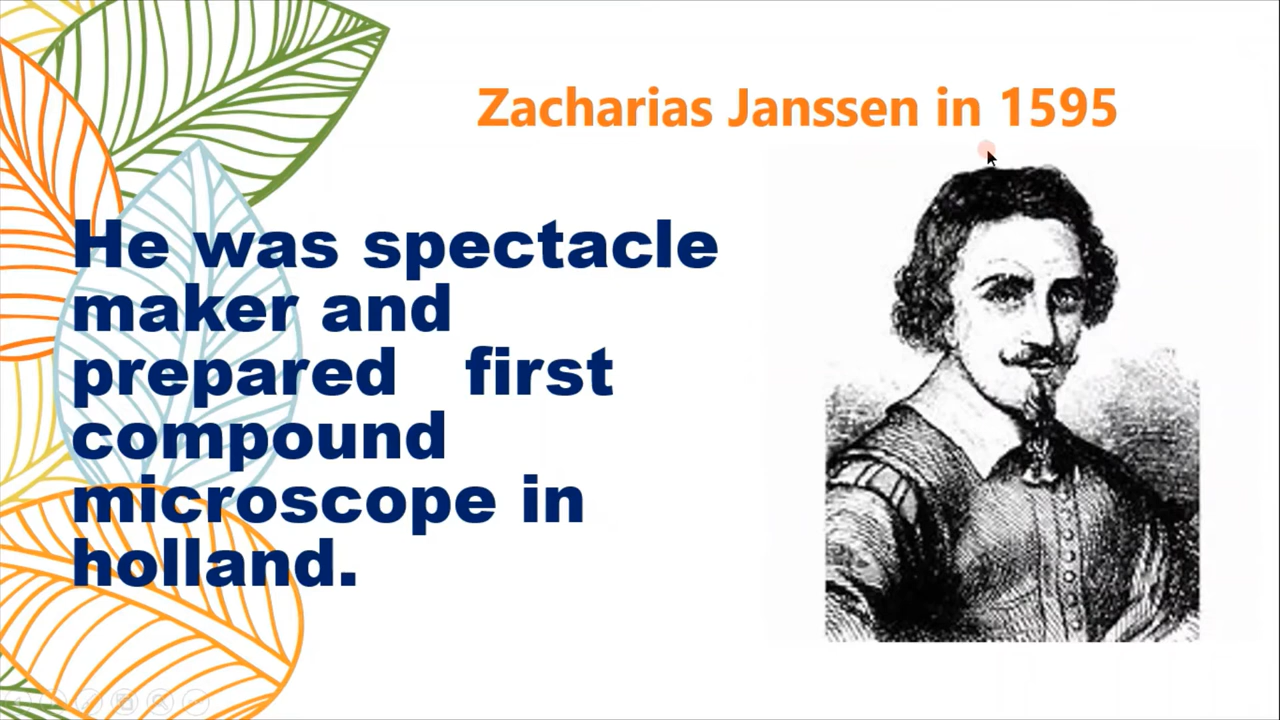 Zacharias Janssen in 1595
He was spectacle
maker and
prepared first
compound
microscope in
holland.